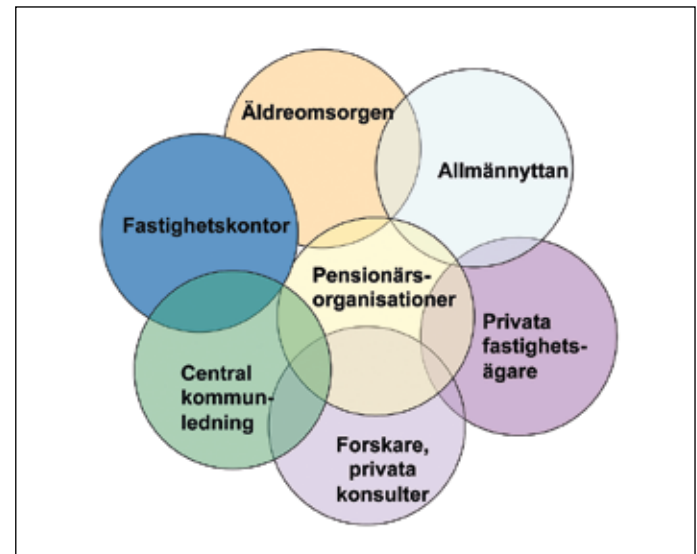 Äldreomsorgen
Allmännyttan
Fastighetskontor
Pensionärs-
organisationer
Privata
fastighets-
ägare
Central
kommun-
ledning
Forskare,
privata
konsulter